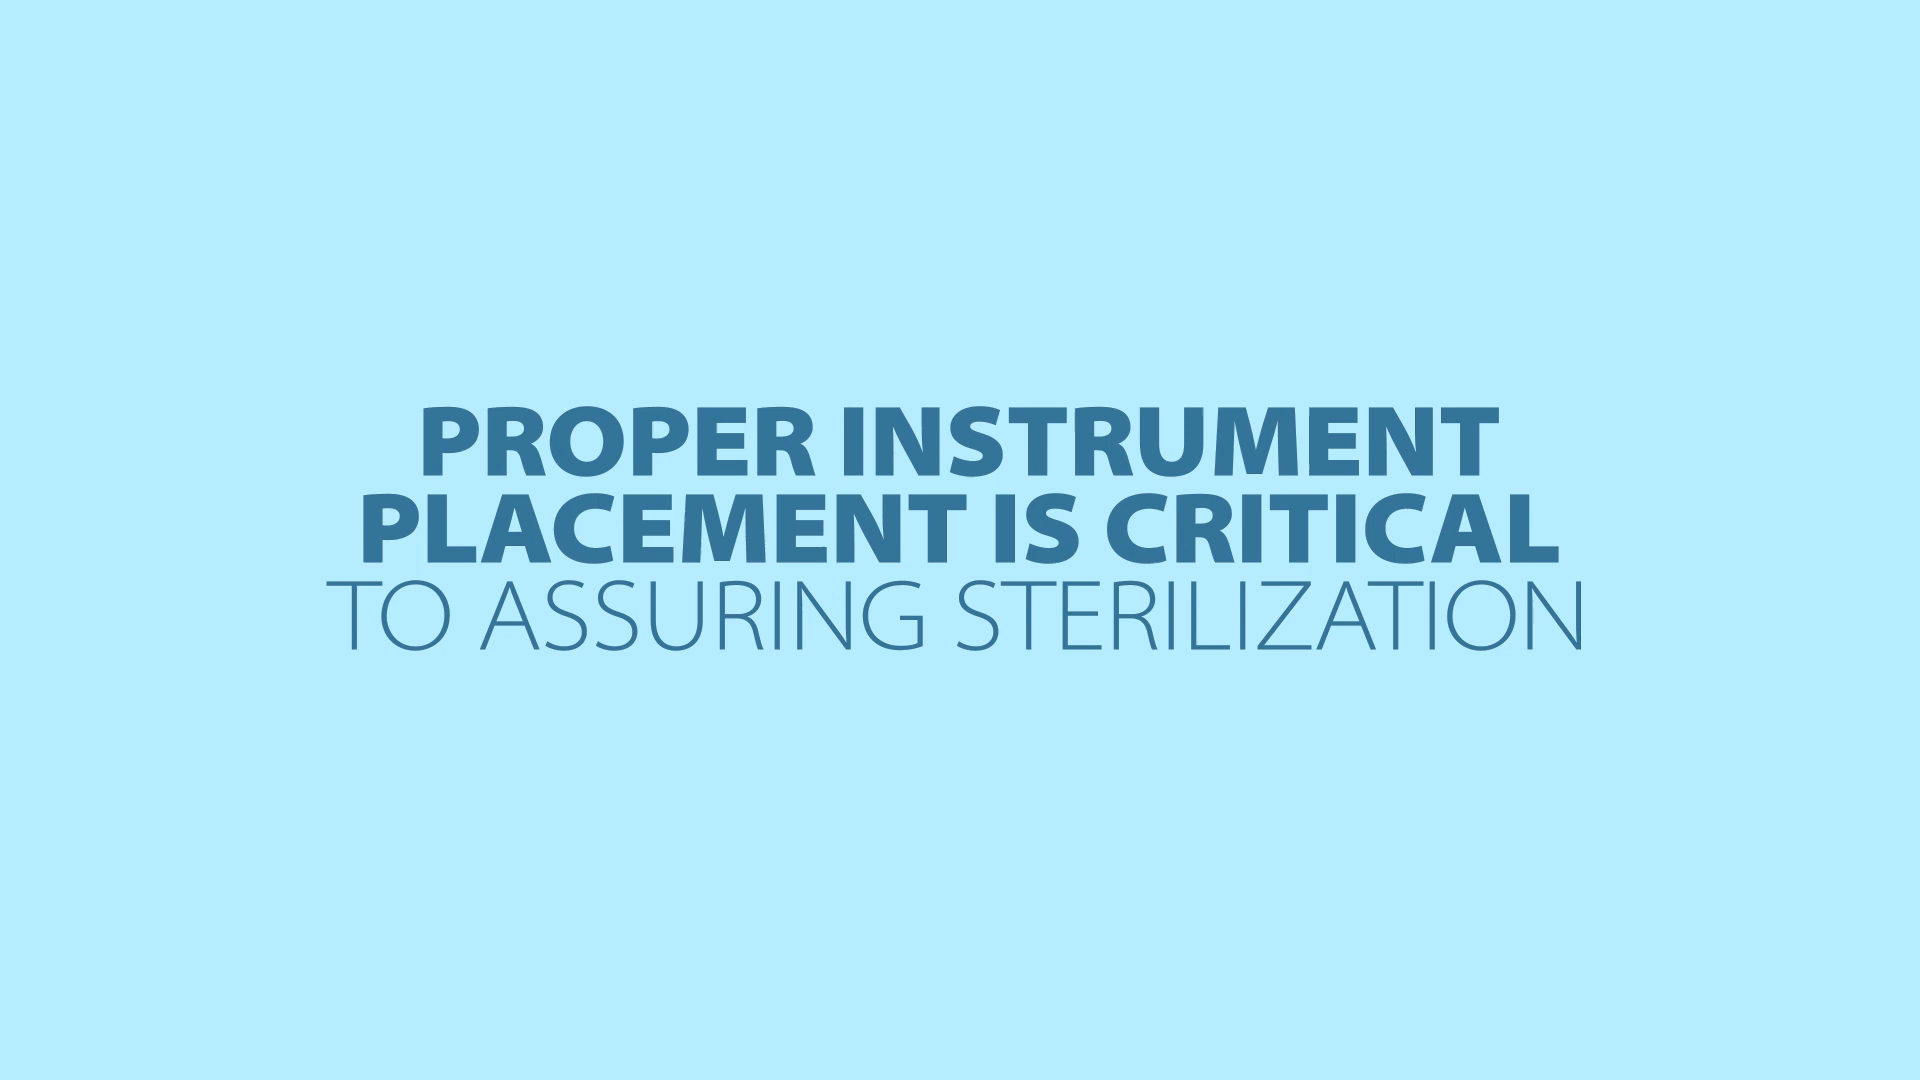 PROPER INSTRUMENT
PLACEMENT IS CRITICAL
TO ASSURING STERILIZATION